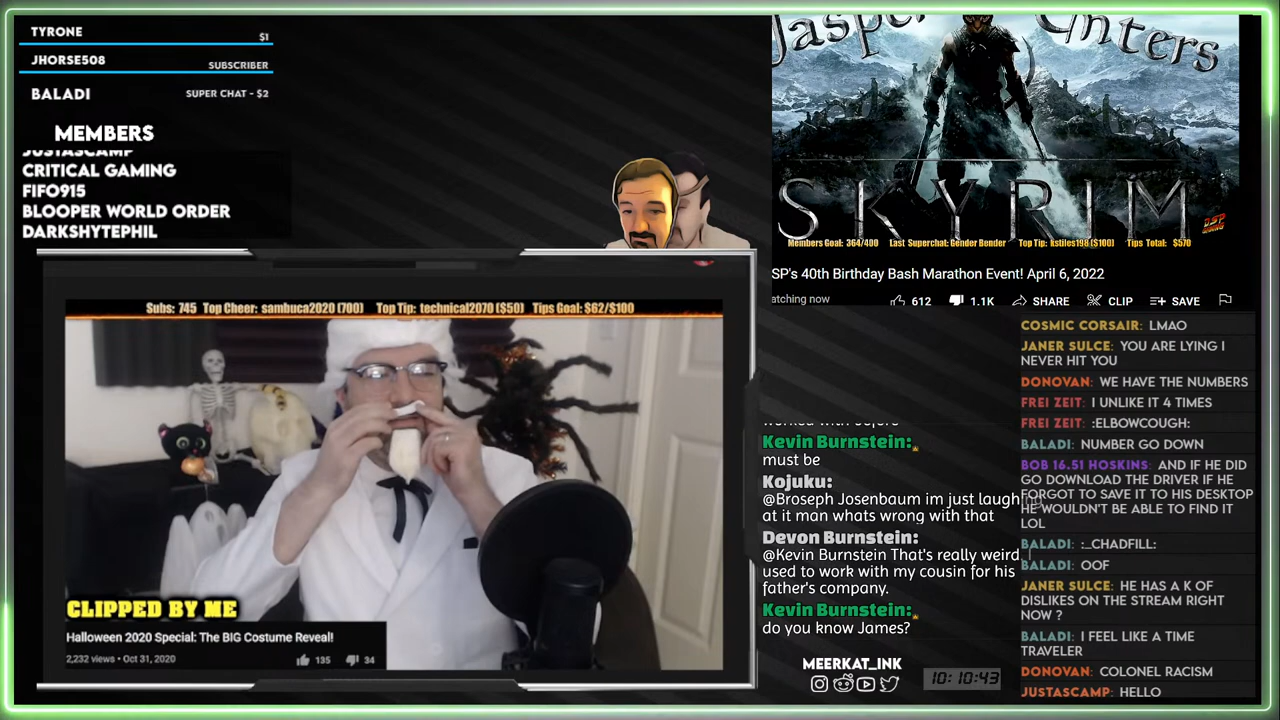 TYRONE $1
JHORSE508 SUBSCRIBER
BALADI SUPER CHAT - $2
MEMBERS
JUSTASCAMP
CRITICAL GAMING
FIFO915
BLOOPER WORLD ORDER
DARKSHYTEPHIL
Jasper Enters
SKYRIM
DSP
Members Goal: 364/400 Last Superchat: Gender Bender Top Tip: kstiles198 ($100) Tips Total: $570
SP's 40th Birthday Bash Marathon Event! April 6, 2022
atching now 612 1.1K SHARE CLIP SAVE
Subs: 745 Top Cheer: sambuca2020 (700) Top Tip: technical2070 ($50) Tips Goal: $62/$100
CLIPPED BY ME
Halloween 2020 Special: The BIG Costume Reveal!
2,232 views • Oct 31, 2020 135 34
worked with before
Kevin Burnstein:
must be
Kojuku:
@Broseph Josenbaum im just laughing
at it man whats wrong with that
Devon Burnstein:
@Kevin Burnstein That's really weird I
used to work with my cousin for his
father's company.
Kevin Burnstein:
do you know James?
MEERKAT_INK
10:10:43
COSMIC CORSAIR: LMAO
JANER SULCE: YOU ARE LYING I
NEVER HIT YOU
DONOVAN: WE HAVE THE NUMBERS
FREI ZEIT: I UNLIKE IT 4 TIMES
FREI ZEIT: :ELBOWCOUGH:
BALADI: NUMBER GO DOWN
BOB 16.51 HOSKINS: AND IF HE DID
GO DOWNLOAD THE DRIVER IF HE
FORGOT TO SAVE IT TO HIS DESKTOP
HE WOULDN'T BE ABLE TO FIND IT
LOL
BALADI: :_CHADFILL:
BALADI: OOF
JANER SULCE: HE HAS A K OF
DISLIKES ON THE STREAM RIGHT
NOW ?
BALADI: I FEEL LIKE A TIME
TRAVELER
DONOVAN: COLONEL RACISM
JUSTASCAMP: HELLO